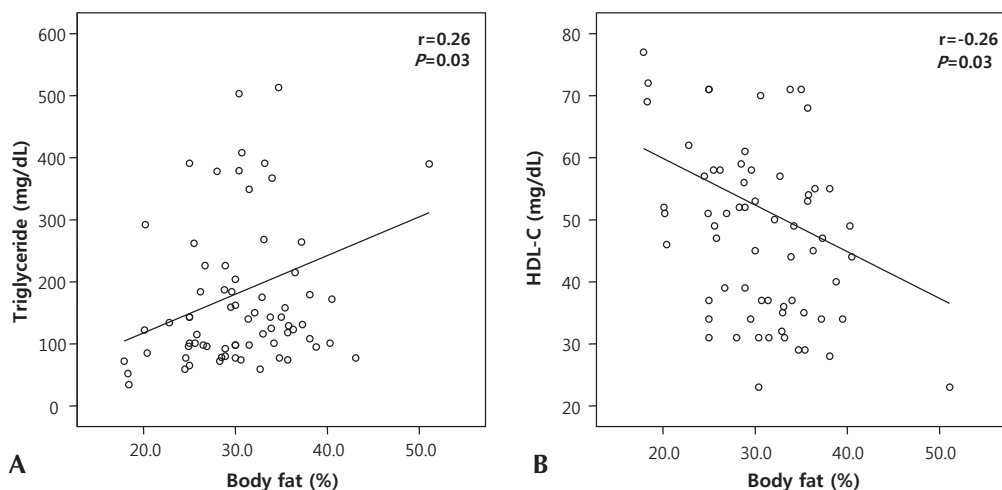 600
500
400
300
200
100
0
Triglyceride (mg/dL)
r=0.26
P=0.03
20.0 30.0 40.0 50.0
Body fat (%)
A
80
70
60
50
40
30
20
HDL-C (mg/dL)
r=-0.26
P=0.03
20.0 30.0 40.0 50.0
Body fat (%)
B